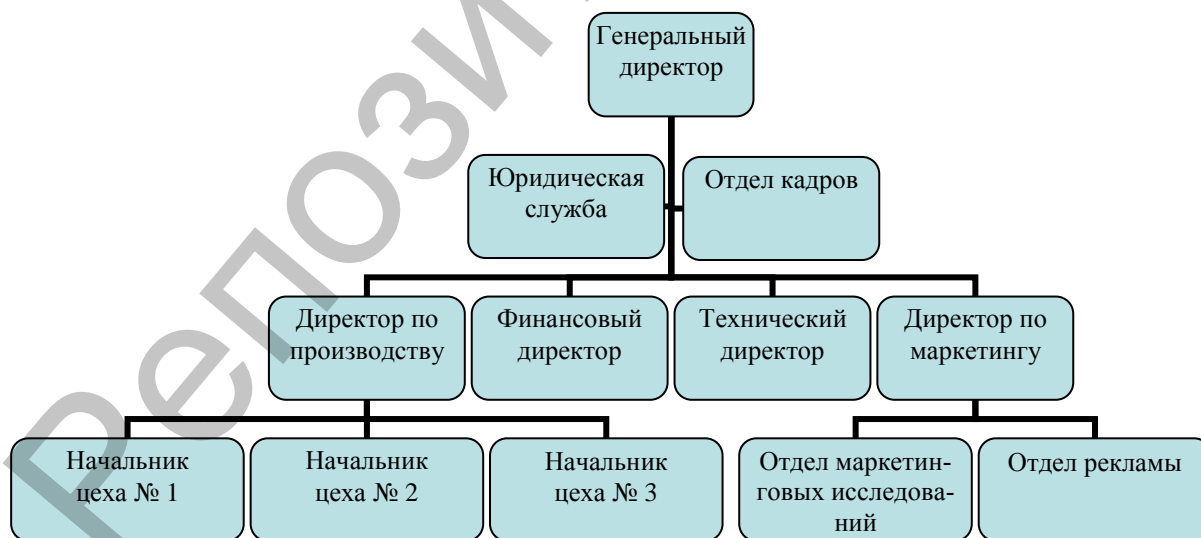 Генеральный
директор
Юридическая
служба
Отдел кадров
Директор по
производству
Финансовый
директор
Технический
директор
Директор по
маркетингу
Начальник
цеха № 1
Начальник
цеха № 2
Начальник
цеха № 3
Отдел маркетин-
говых исследова-
ний
Отдел рекламы
Репози